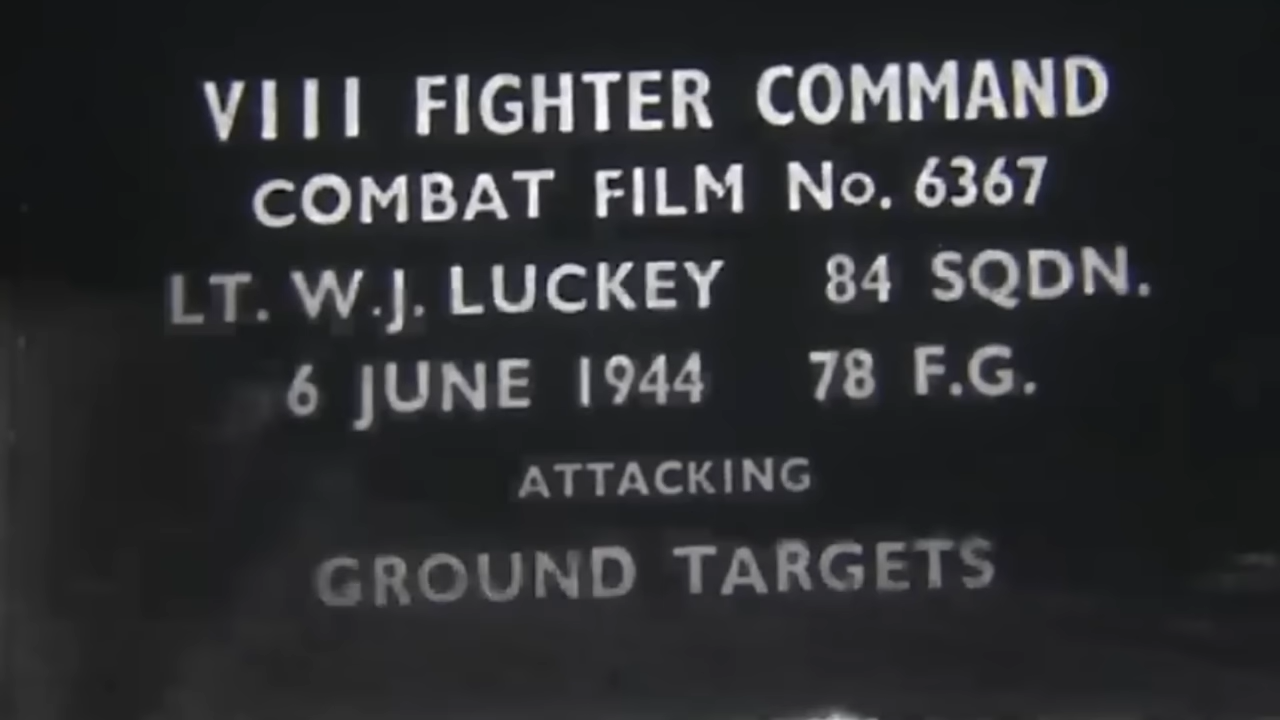 VIII FIGHTER COMMAND
COMBAT FILM No. 6367
LT. W.J. LUCKEY 84 SQDN.
6 JUNE 1944 78 F.G.
ATTACKING
GROUND TARGETS